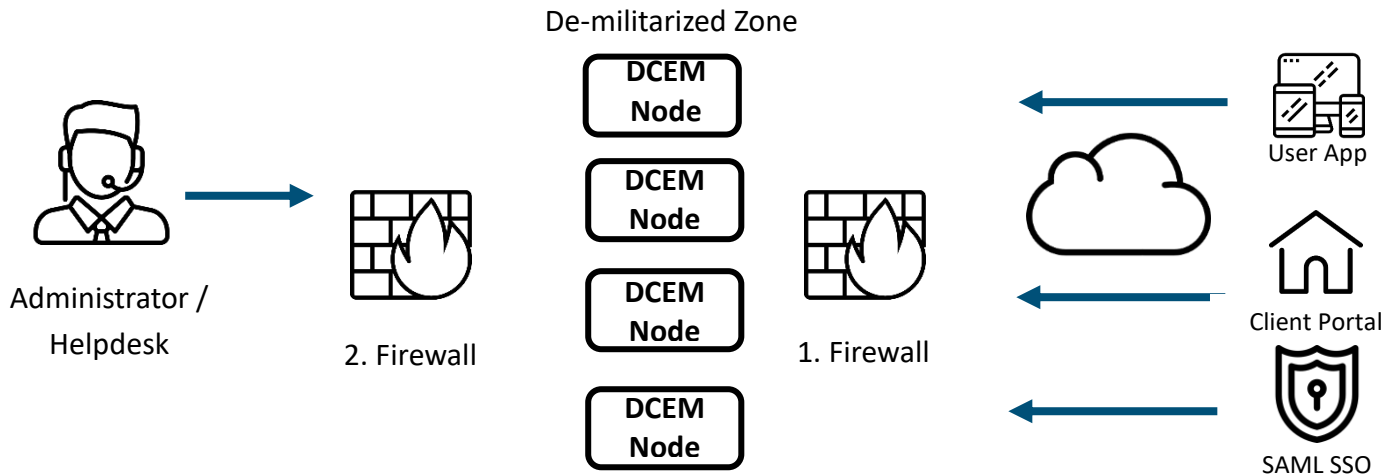 De-militarized Zone
DCEM
Node
DCEM
Node
DCEM
Node
DCEM
Node
Administrator /
Helpdesk
2. Firewall
1. Firewall
User App
Client Portal
SAML SSO